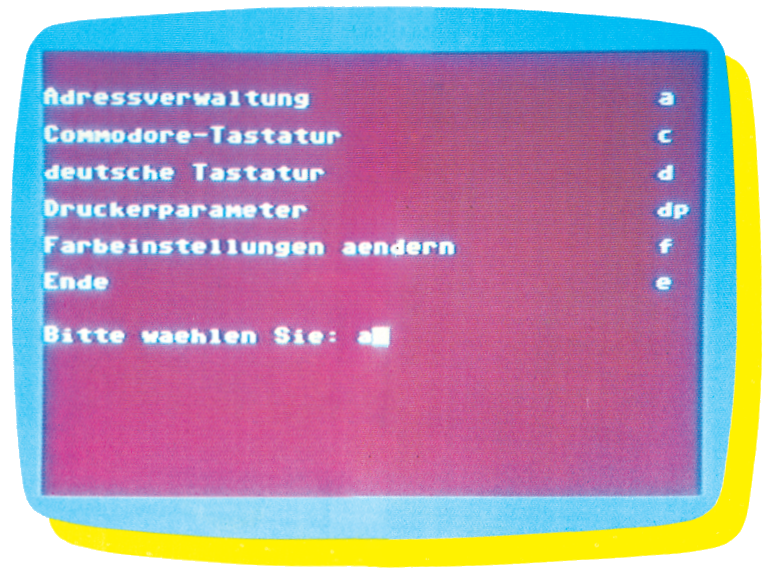 Adressverwaltung a
Commodore-Tastatur c
deutsche Tastatur d
Druckerparameter dp
Farbeinstellungen aendern f
Ende e
Bitte waehlen Sie: a